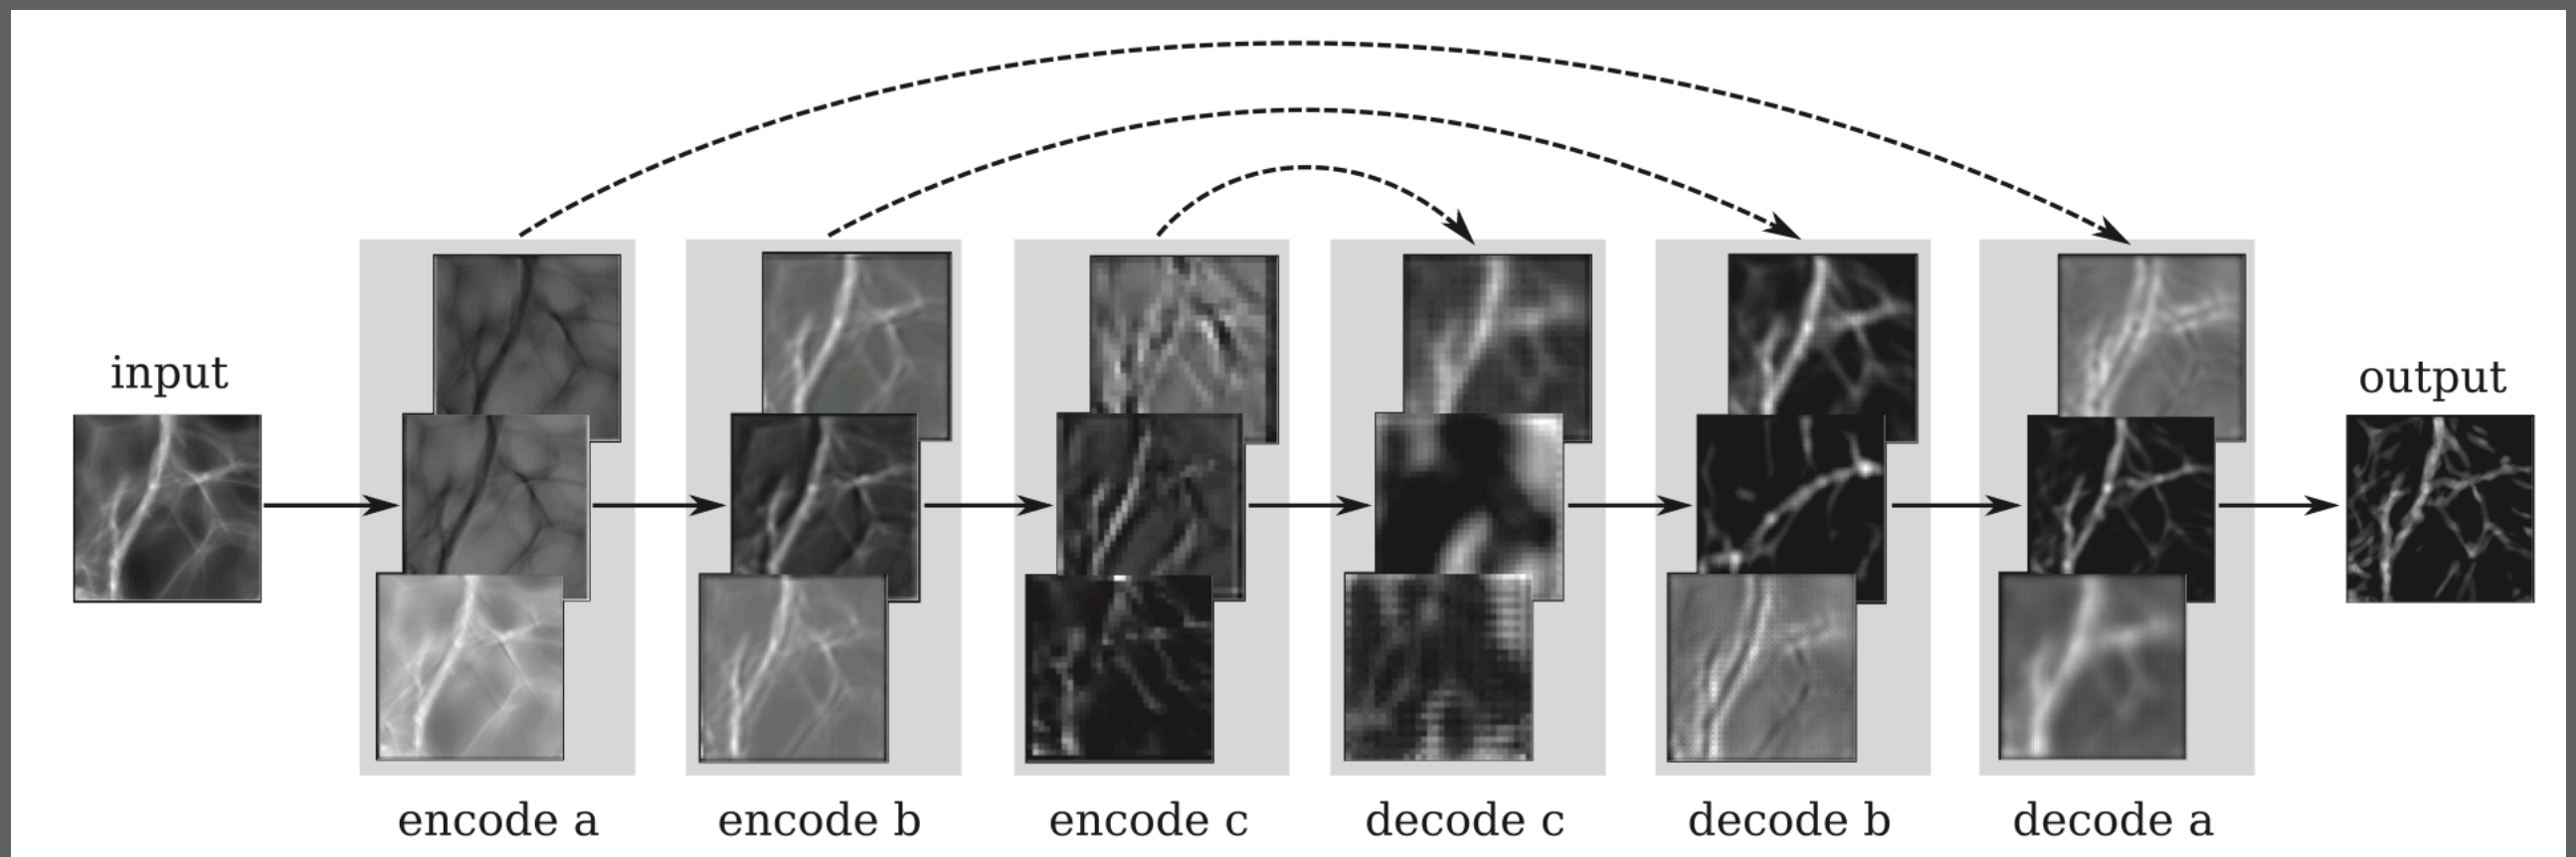 input
output
encode a
encode b
encode c
decode c
decode b
decode a